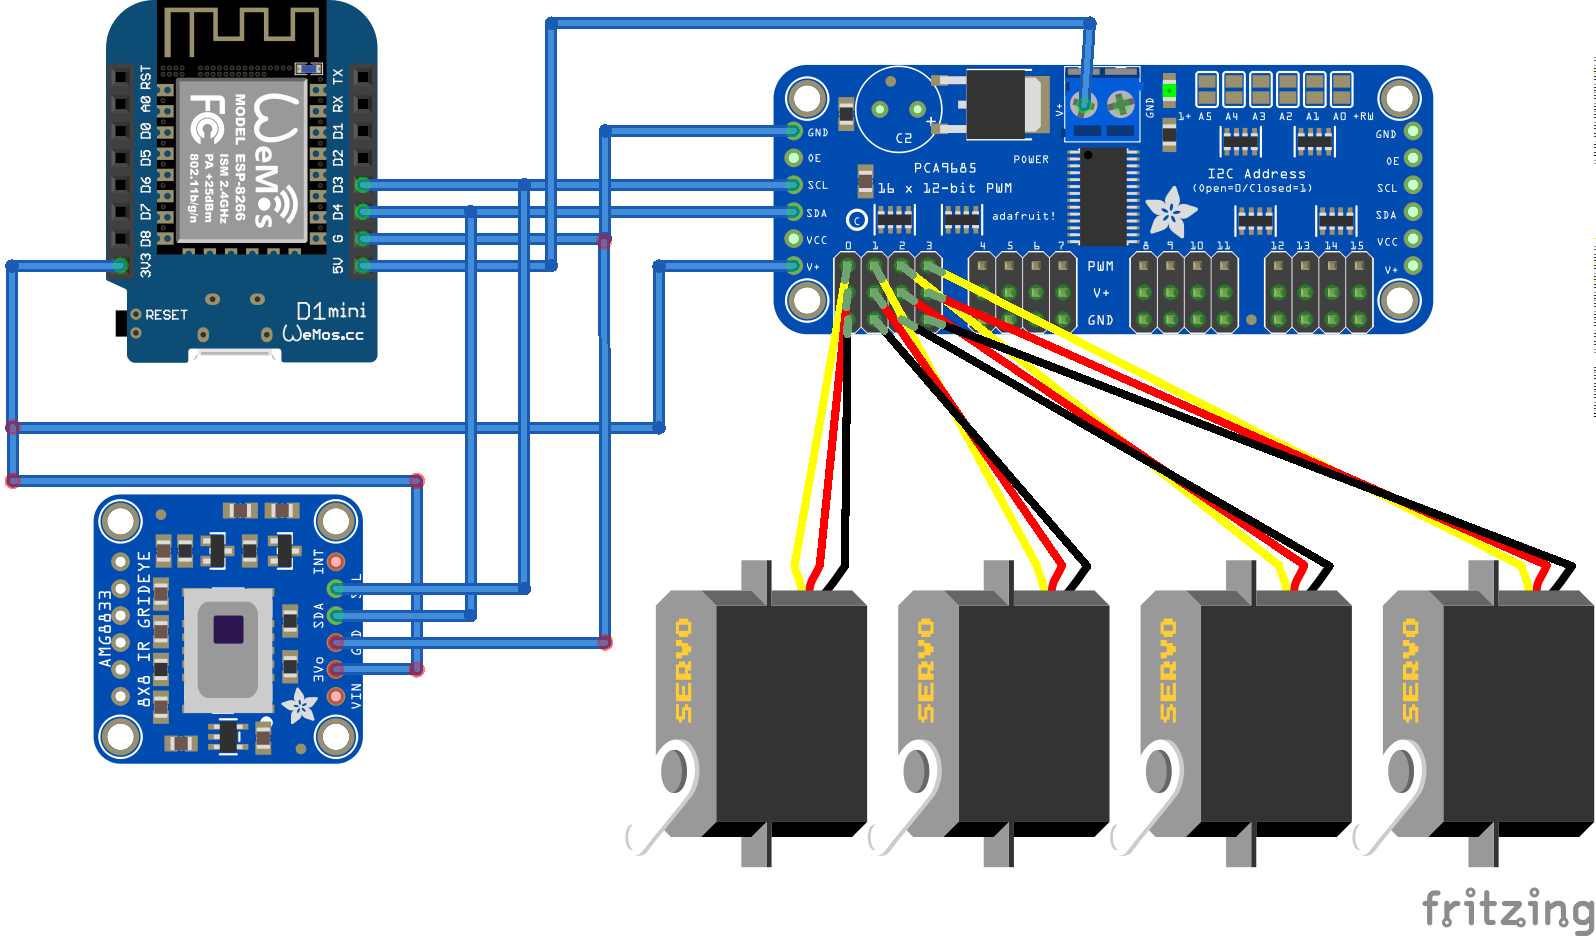 RST
A0
D0
D5
D6
D7
D8
3V3
TX
RX
D1
D2
D3
D4
G
5V
WeMos
MODEL ESP-8266
ISM 2.4GHz
PA +25dBm
802.11b/g/n
FC
RESET
D1mini
WeMos.cc
GND
OE
SCL
SDA
VCC
V+
C2
+
POWER
PCA9685
16 x 12-bit PWM
adafruit!
C
V+
GND
1+ A5 A4 A3 A2 A1 A0 +RW
I2C Address
(Open=0/Closed=1)
GND
OE
SCL
SDA
VCC
V+
0 1 2 3 4 5 6 7 8 9 10 11 12 13 14 15
PWM
V+
GND
AMG8833
8X8 IR GRIDEYE
INT
SDA
3Vo
VIN
SERVO
SERVO
SERVO
SERVO
fritzing